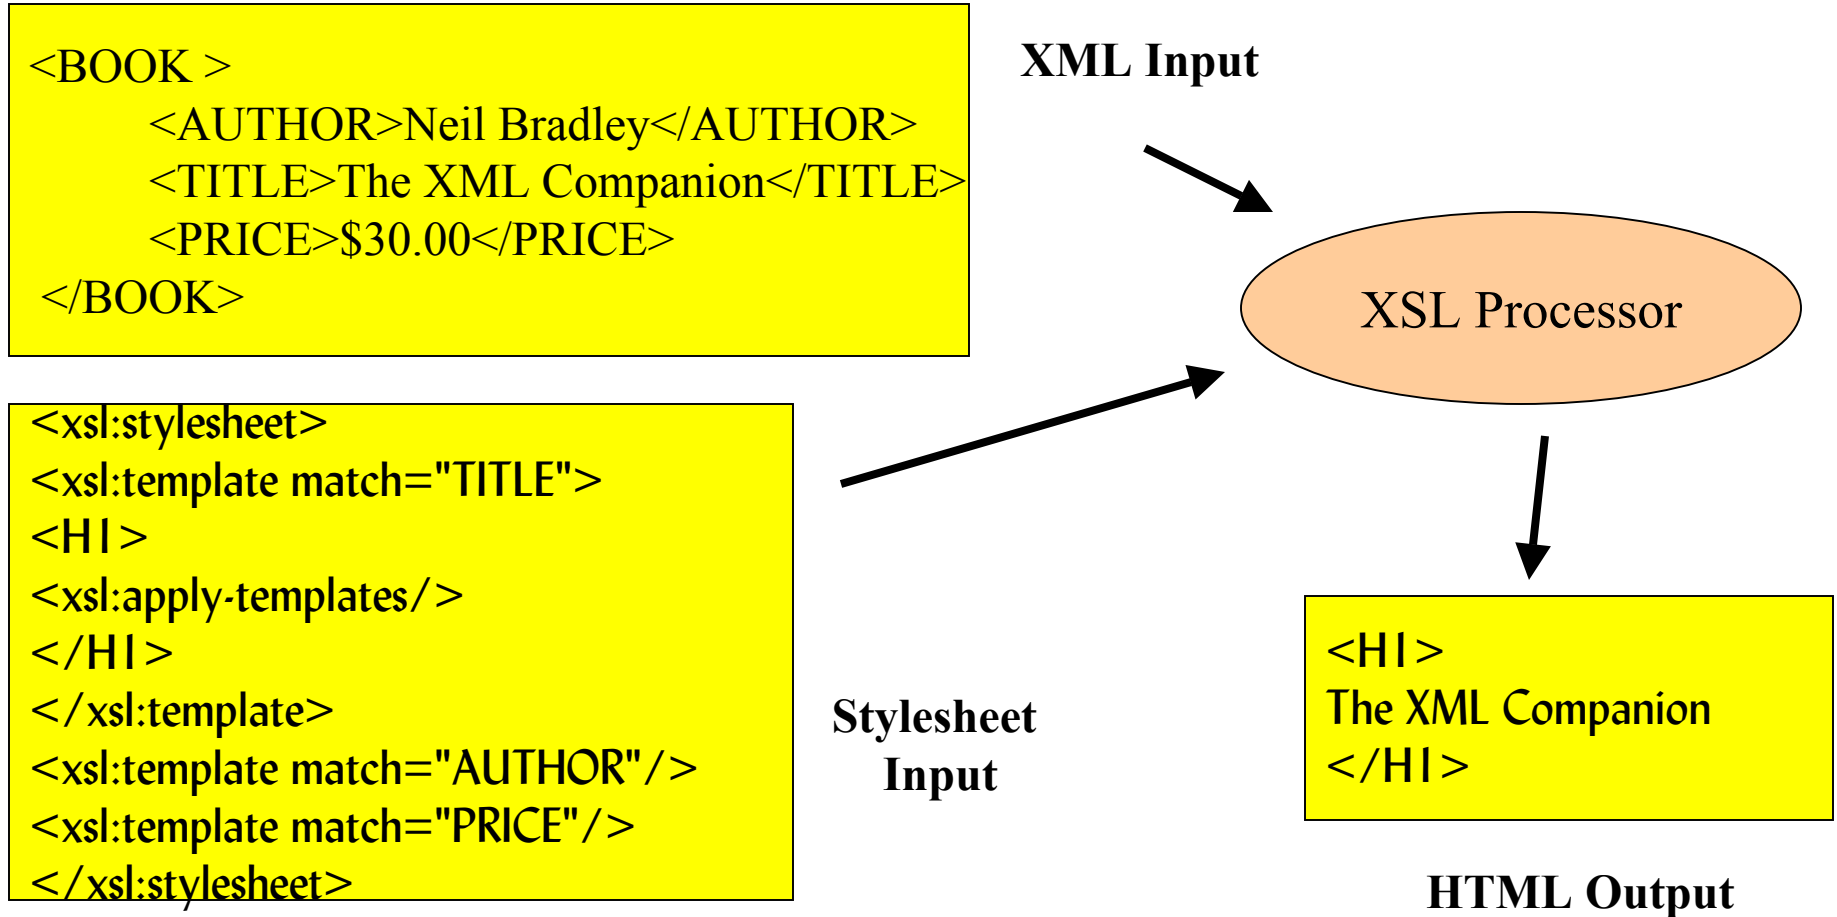 <BOOK >
<AUTHOR>Neil Bradley</AUTHOR>
<TITLE>The XML Companion</TITLE>
<PRICE>$30.00</PRICE>
</BOOK>
XML Input
XSL Processor
<xsl:stylesheet>
<xsl:template match="TITLE">
<H1>
<xsl:apply-templates/>
</H1>
</xsl:template>
<xsl:template match="AUTHOR"/>
<xsl:template match="PRICE"/>
</xsl:stylesheet>
Stylesheet
Input
<H1>
The XML Companion
</H1>
HTML Output